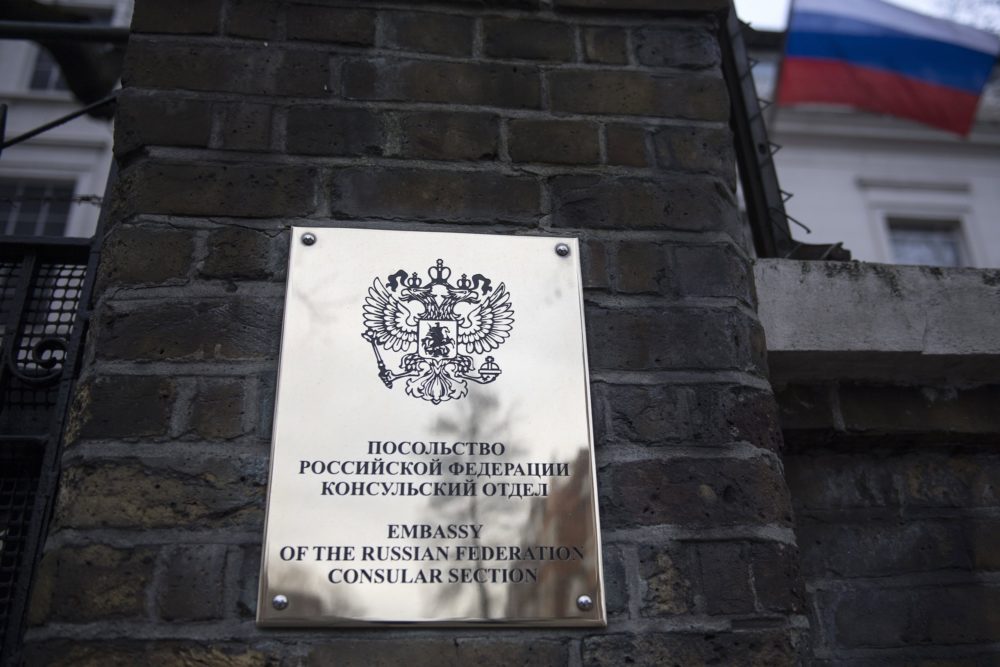 ПОСОЛЬСТВО
РОССИЙСКОЙ ФЕДЕРАЦИИ
КОНСУЛЬСКИЙ ОТДЕЛ
EMBASSY
OF THE RUSSIAN FEDERATION
CONSULAR SECTION